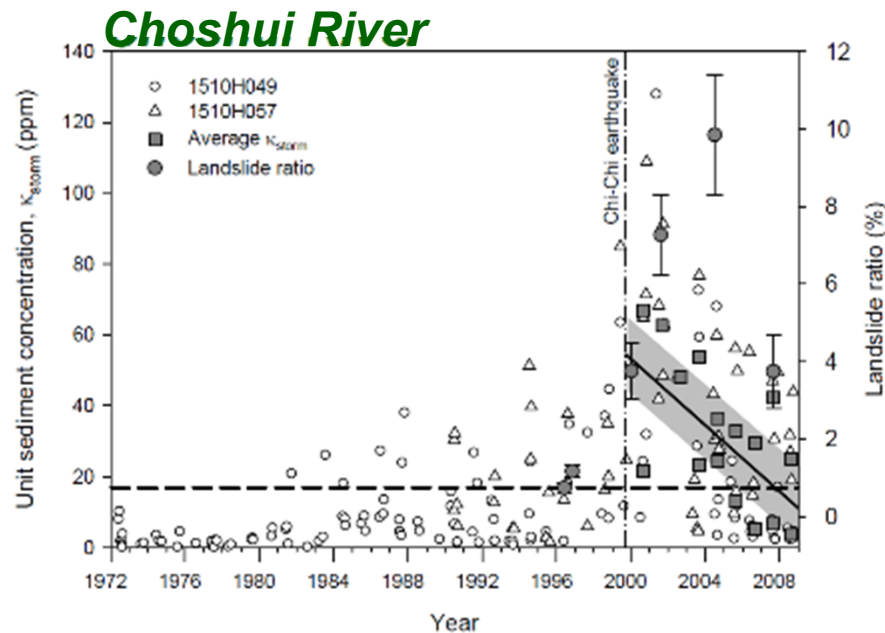 Choshui River
140
120
100
80
60
40
20
0
Unit sediment concentration, κstorm (ppm)
1510H049
1510H057
Average κstorm
Landslide ratio
Chi-Chi earthquake
12
10
8
6
4
2
0
Landslide ratio (%)
1972 1976 1980 1984 1988 1992 1996 2000 2004 2008
Year